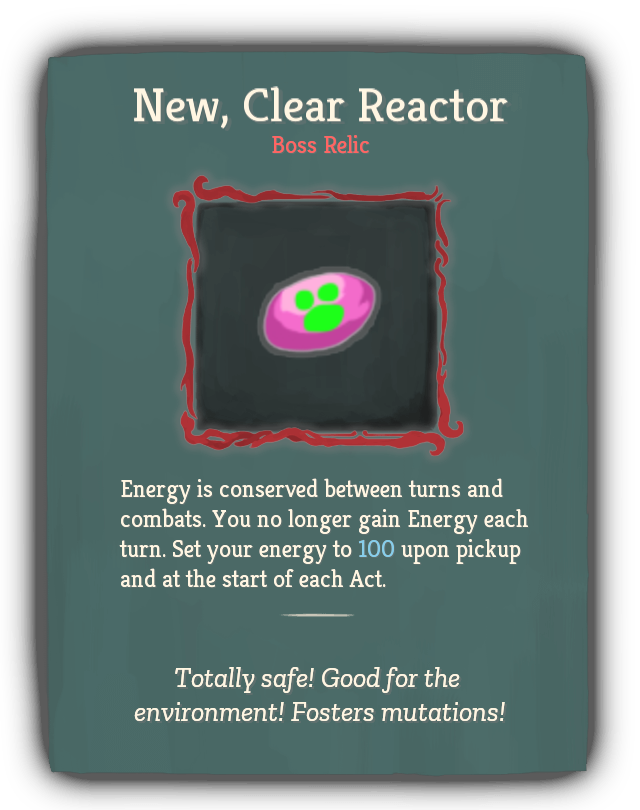 New, Clear Reactor
Boss Relic
Energy is conserved between turns and
combats. You no longer gain Energy each
turn. Set your energy to 100 upon pickup
and at the start of each Act.
Totally safe! Good for the
environment! Fosters mutations!